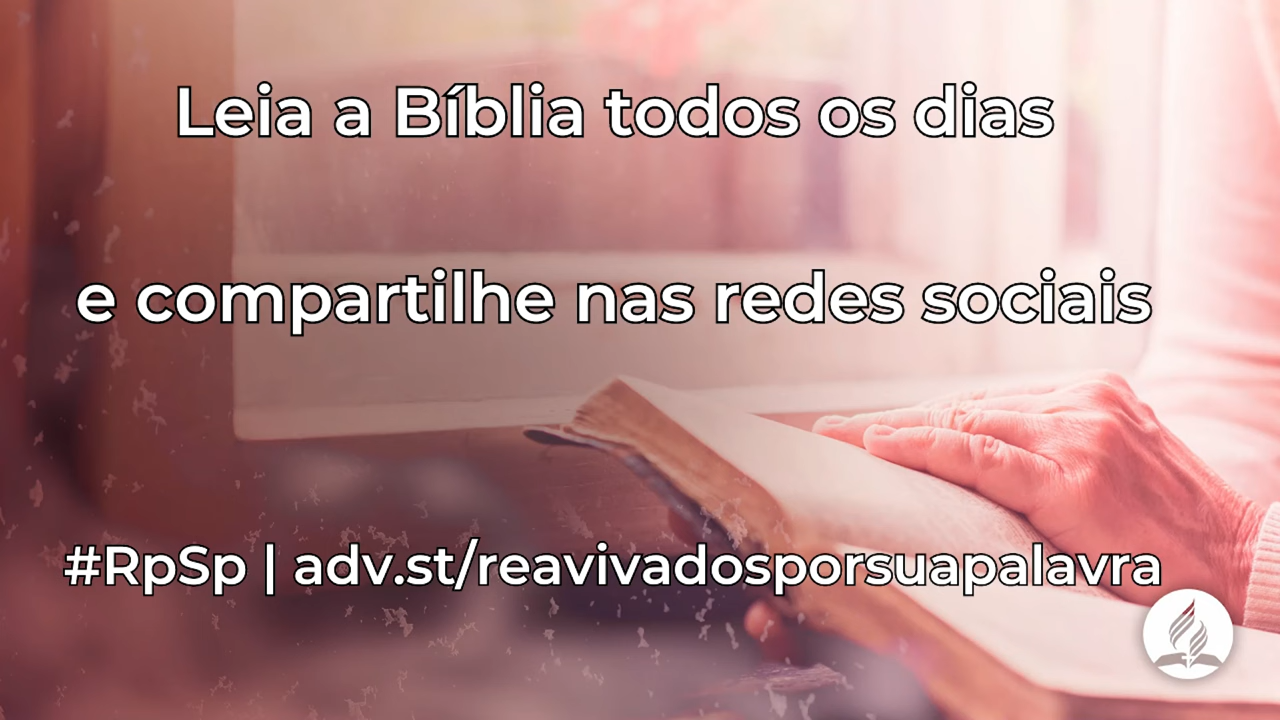 Leia a Bíblia todos os dias
e compartilhe nas redes sociais
#RpSp | adv.st/reavivadosporsuapalavra